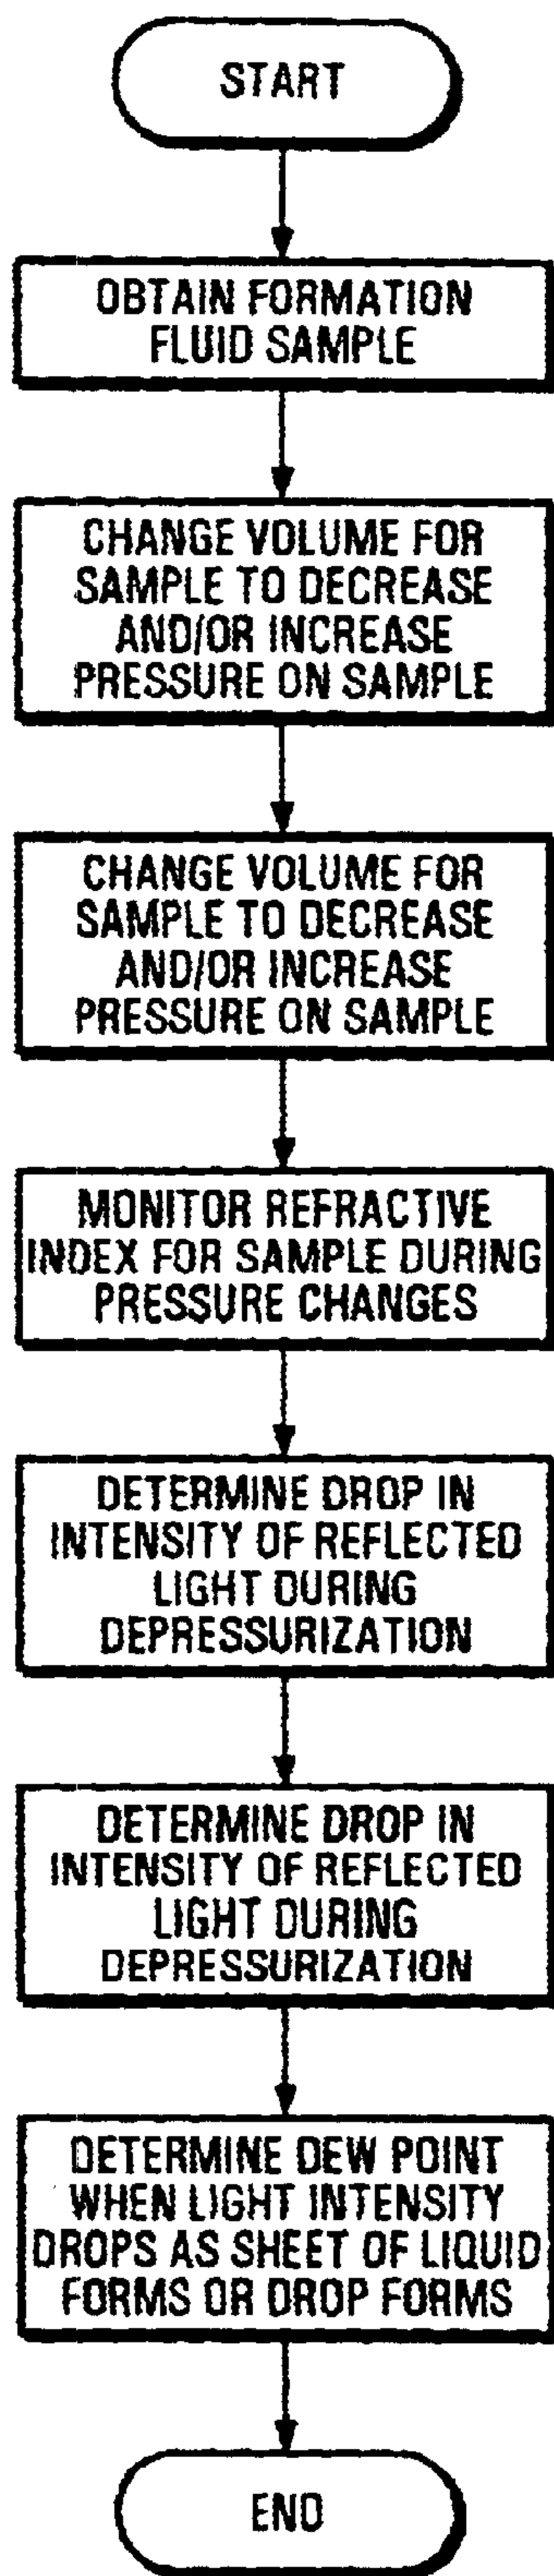 START
OBTAIN FORMATION
FLUID SAMPLE
CHANGE VOLUME FOR
SAMPLE TO DECREASE
AND/OR INCREASE
PRESSURE ON SAMPLE
CHANGE VOLUME FOR
SAMPLE TO DECREASE
AND/OR INCREASE
PRESSURE ON SAMPLE
MONITOR REFRACTIVE
INDEX FOR SAMPLE DURING
PRESSURE CHANGES
DETERMINE DROP IN
INTENSITY OF REFLECTED
LIGHT DURING
DEPRESSURIZATION
DETERMINE DROP IN
INTENSITY OF REFLECTED
LIGHT DURING
DEPRESSURIZATION
DETERMINE DEW POINT
WHEN LIGHT INTENSITY
DROPS AS SHEET OF LIQUID
FORMS OR DROP FORMS
END